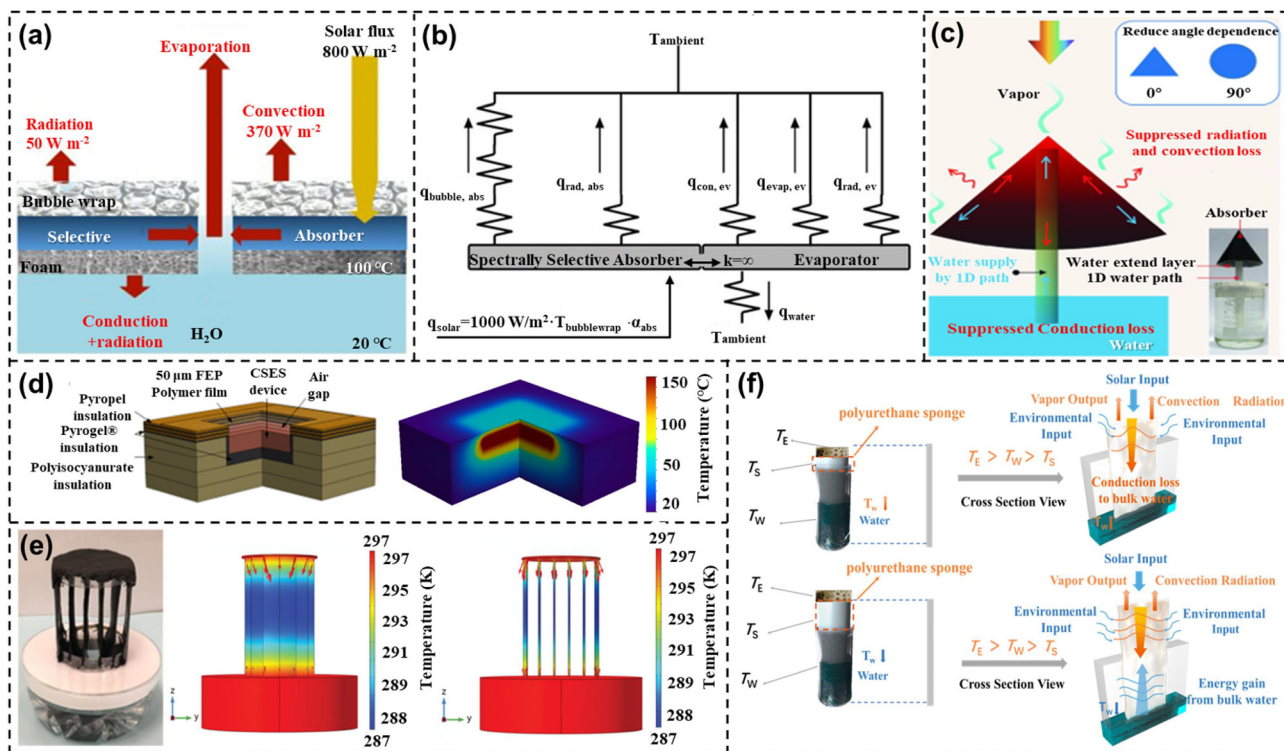 (a)
Evaporation
Solar flux
800 W m-2
Radiation
50 W m-2
Convection
370 W m-2
Bubble wrap
Selective
Absorber
Foam
100 °C
Conduction
+radiation
H2O
20 °C
(b)
Tambient
qbubble, abs
qrad, abs
qcon, ev
qevap, ev
qrad, ev
Spectrally Selective Absorber
k=∞
Evaporator
qsolar=1000 W/m²·Tbubblewrap ·αabs
qwater
Tambient
(c)
Reduce angle dependence
0°
90°
Vapor
Suppressed radiation
and convection loss
Absorber
Water supply
by 1D path
Water extend layer
1D water path
Suppressed Conduction loss
Water
(d)
50 µm FEP
Polymer film
CSES
device
Air
gap
Pyropel
insulation
Pyrogel®
insulation
Polyisocyanurate
insulation
150
100
50
20
Temperature (°C)
(e)
297
297
295
293
291
289
288
287
Temperature (K)
z
y
297
297
295
293
291
289
288
287
Temperature (K)
z
y
(f)
polyurethane sponge
TE
TS
TW
Tw
Water
TE > TW > TS
Cross Section View
Solar Input
Vapor Output
Convection Radiation
Environmental
Input
Environmental
Input
Conduction loss
to bulk water
Tw
polyurethane sponge
TE
TS
TW
Tw
Water
TE > TW > TS
Cross Section View
Solar Input
Vapor Output
Convection Radiation
Environmental
Input
Environmental
Input
Energy gain
from bulk water
Tw